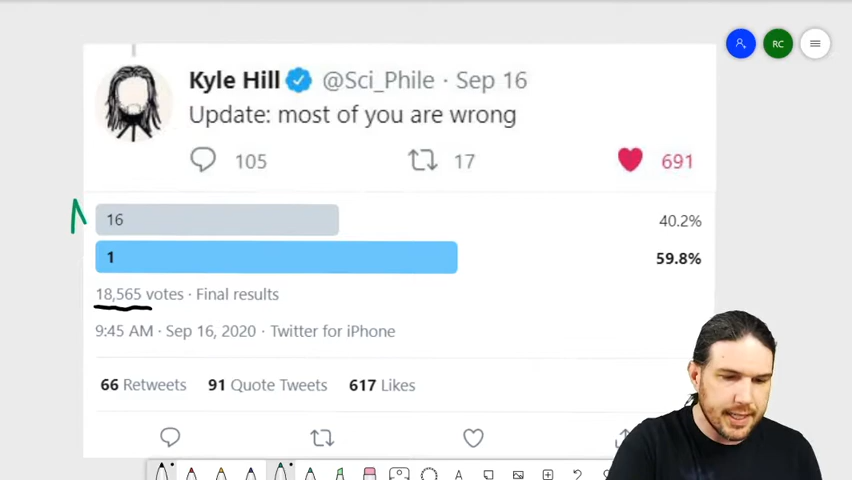 Kyle Hill @Sci_Phile · Sep 16
RC
Update: most of you are wrong
105 17 691
16 40.2%
1 59.8%
18,565 votes · Final results
9:45 AM · Sep 16, 2020 · Twitter for iPhone
66 Retweets 91 Quote Tweets 617 Likes
A